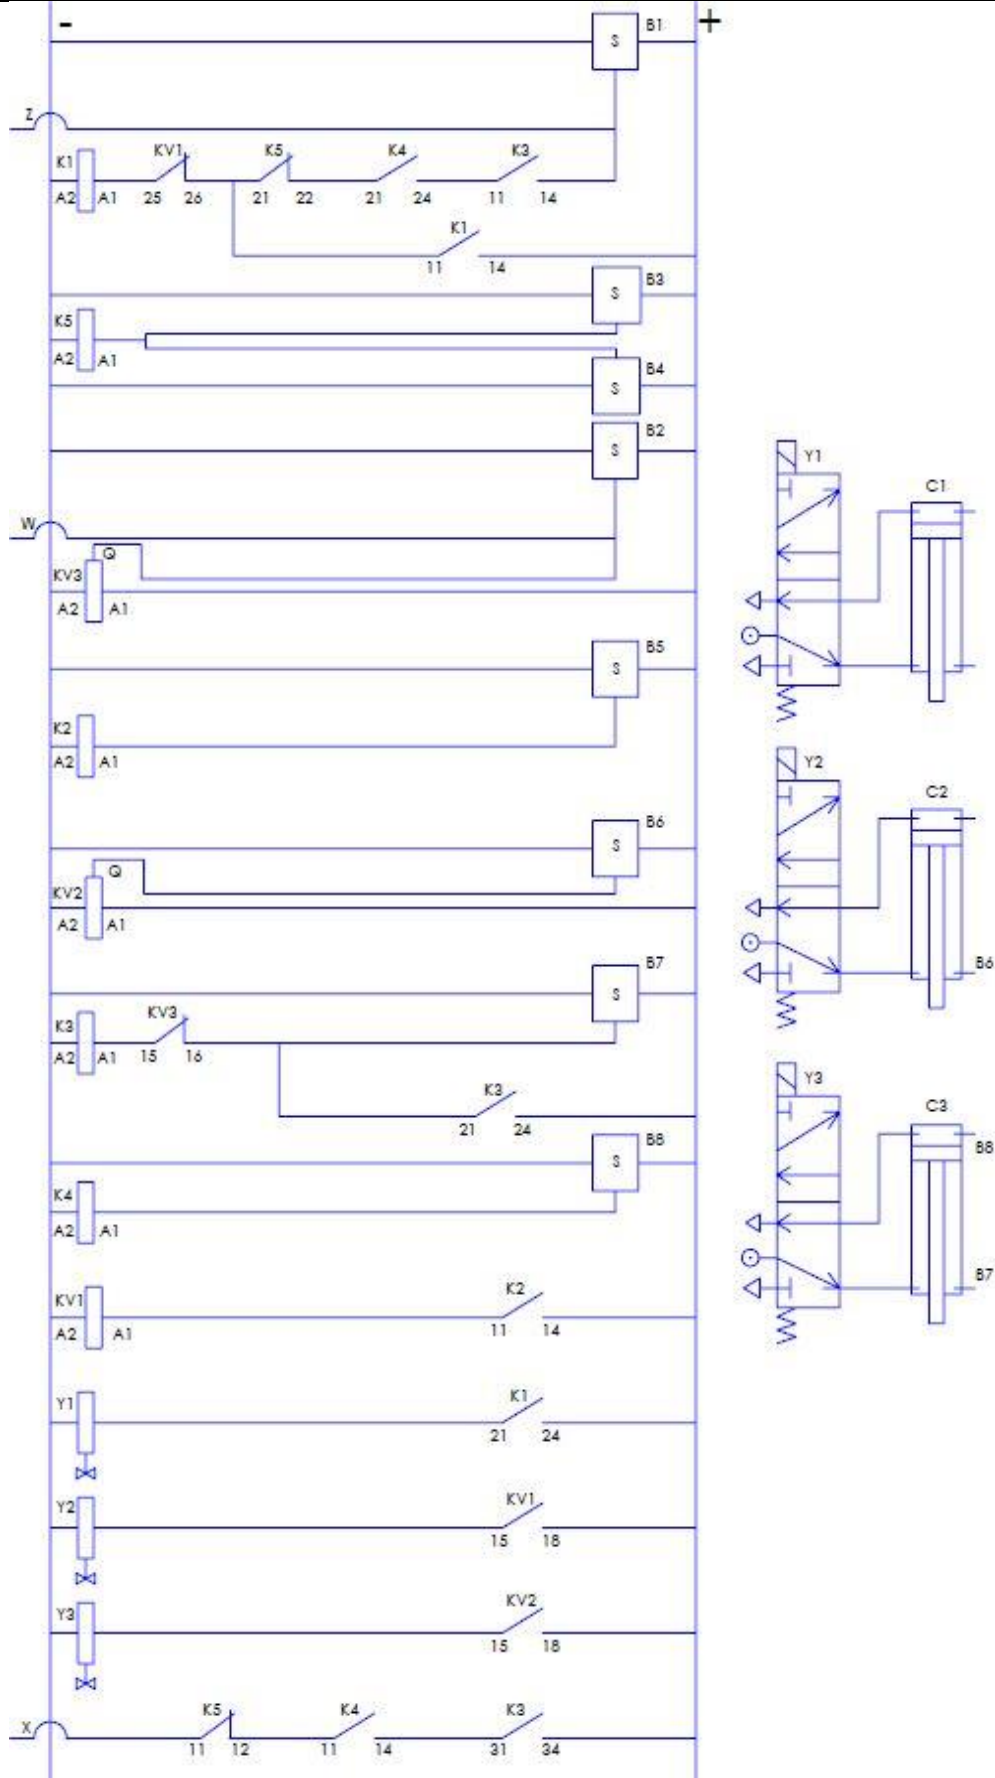 - + B1
S
Z
K1 KV1 K5 K4 K3
A2 A1 25 26 21 22 21 24 11 14
K1
11 14
B3
S
K5
A2 A1
B4
S
B2
S
W
Q
KV3
A2 A1
B5
S
K2
A2 A1
B6
S
Q
KV2
A2 A1
B7
S
K3 KV3
A2 A1 15 16
K3
21 24
B8
S
K4
A2 A1
KV1 K2
A2 A1 11 14
Y1 K1
21 24
Y2 KV1
15 18
Y3 KV2
15 18
X K5 K4 K3
11 12 11 14 31 34
Y1
C1
Y2
C2
B6
Y3
C3
B8
B7